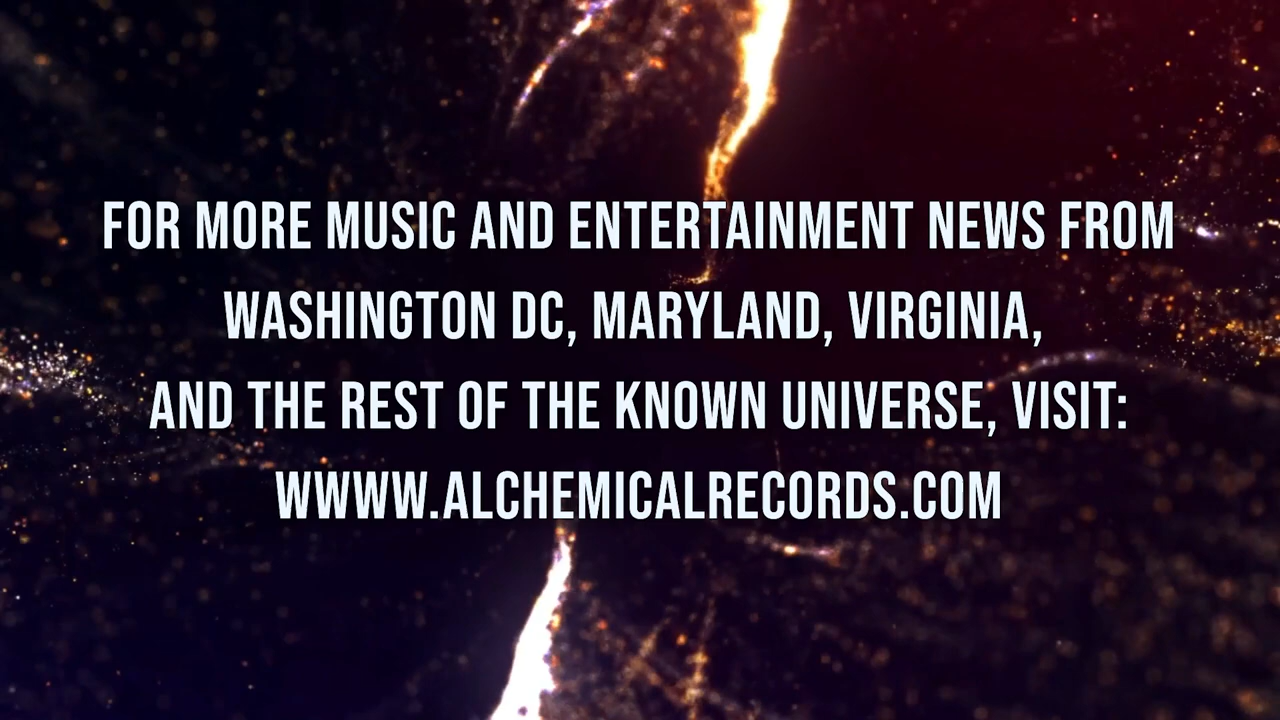 FOR MORE MUSIC AND ENTERTAINMENT NEWS FROM
WASHINGTON DC, MARYLAND, VIRGINIA,
AND THE REST OF THE KNOWN UNIVERSE, VISIT:
WWWW.ALCHEMICALRECORDS.COM